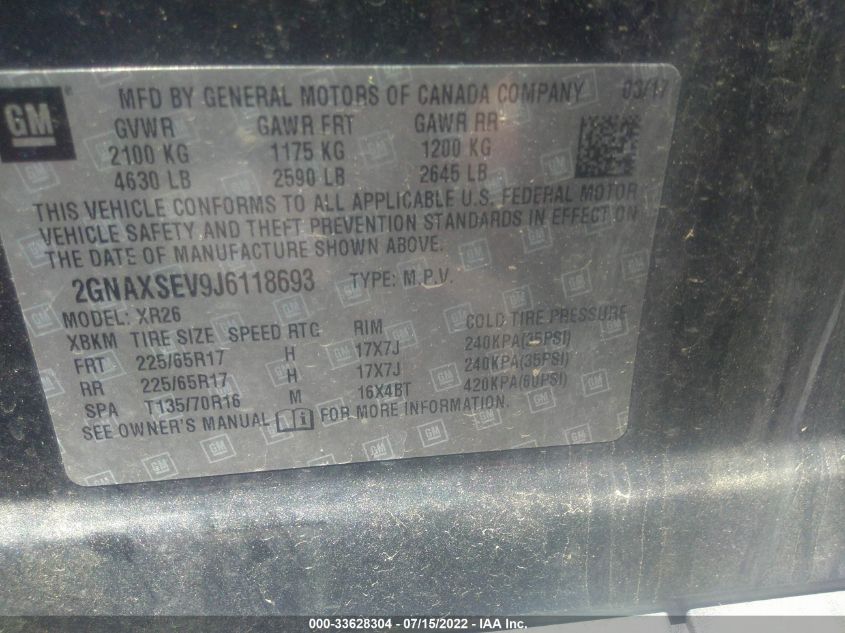 GM
MFD BY GENERAL MOTORS OF CANADA COMPANY 03/17
GVWR GAWR FRT GAWR RR
2100 KG 1175 KG 1200 KG
4630 LB 2590 LB 2645 LB
THIS VEHICLE CONFORMS TO ALL APPLICABLE U.S. FEDERAL MOTOR
VEHICLE SAFETY AND THEFT PREVENTION STANDARDS IN EFFECT ON
THE DATE OF MANUFACTURE SHOWN ABOVE.
2GNAXSEV9J6118693 TYPE: M.P.V.
MODEL: XR26
XBKM TIRE SIZE SPEED RTG RIM COLD TIRE PRESSURE
FRT 225/65R17 H 17X7J 240KPA(35PSI)
RR 225/65R17 H 17X7J 240KPA(35PSI)
SPA T135/70R16 M 16X4BT 420KPA(60PSI)
SEE OWNER'S MANUAL i FOR MORE INFORMATION.
000-33628304 - 07/15/2022 - © IAA Inc.